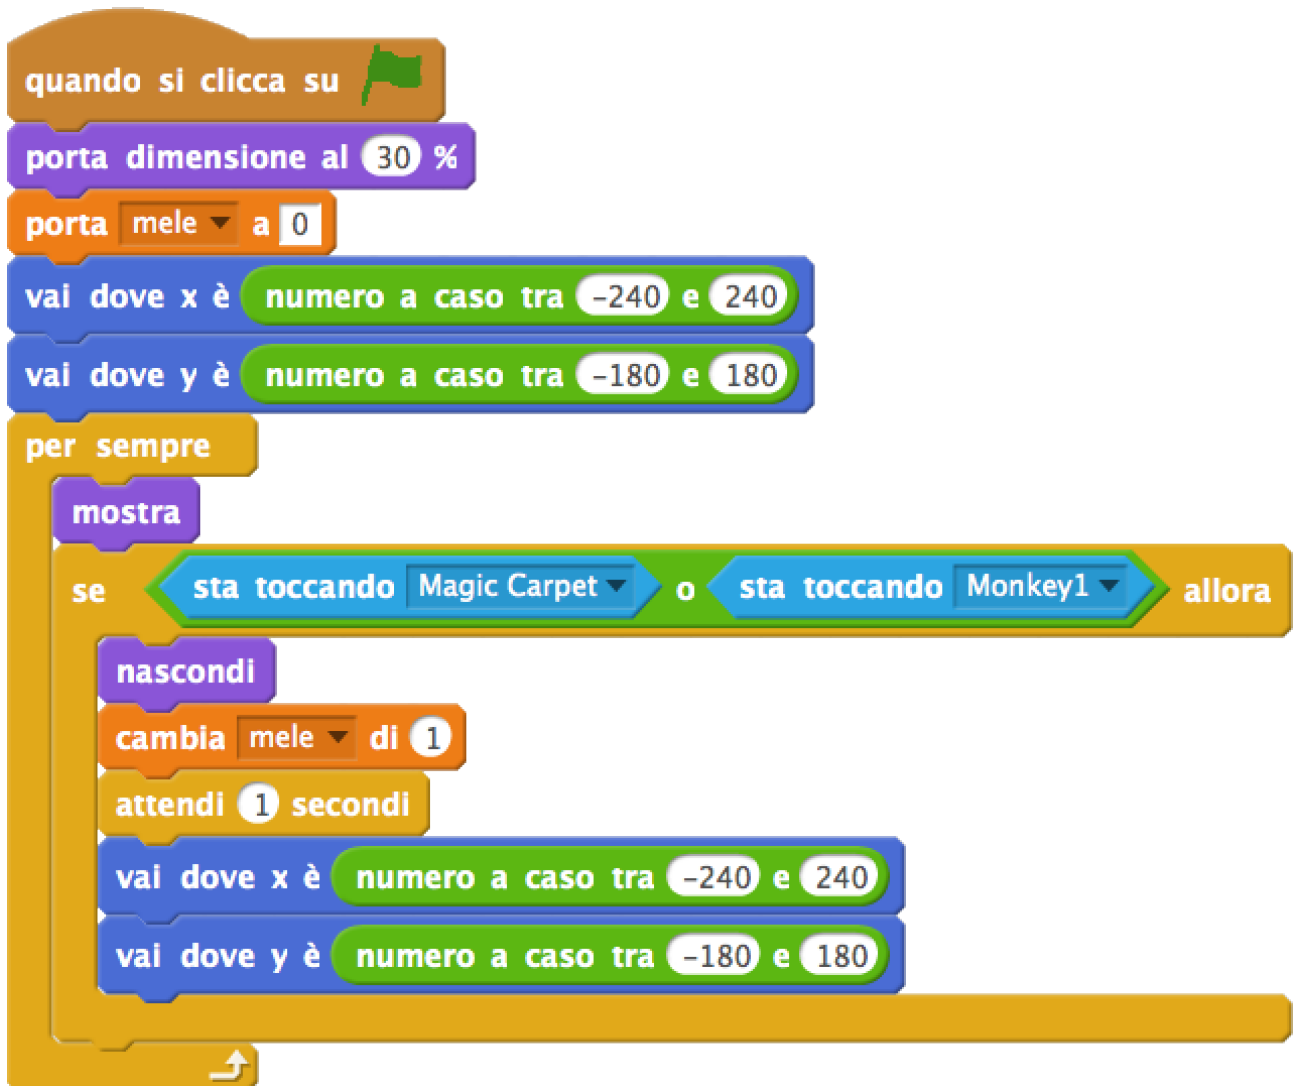 quando si clicca su
porta dimensione al 30 %
porta mele a 0
vai dove x è numero a caso tra -240 e 240
vai dove y è numero a caso tra -180 e 180
per sempre
mostra
se sta toccando Magic Carpet o sta toccando Monkey1 allora
nascondi
cambia mele di 1
attendi 1 secondi
vai dove x è numero a caso tra -240 e 240
vai dove y è numero a caso tra -180 e 180